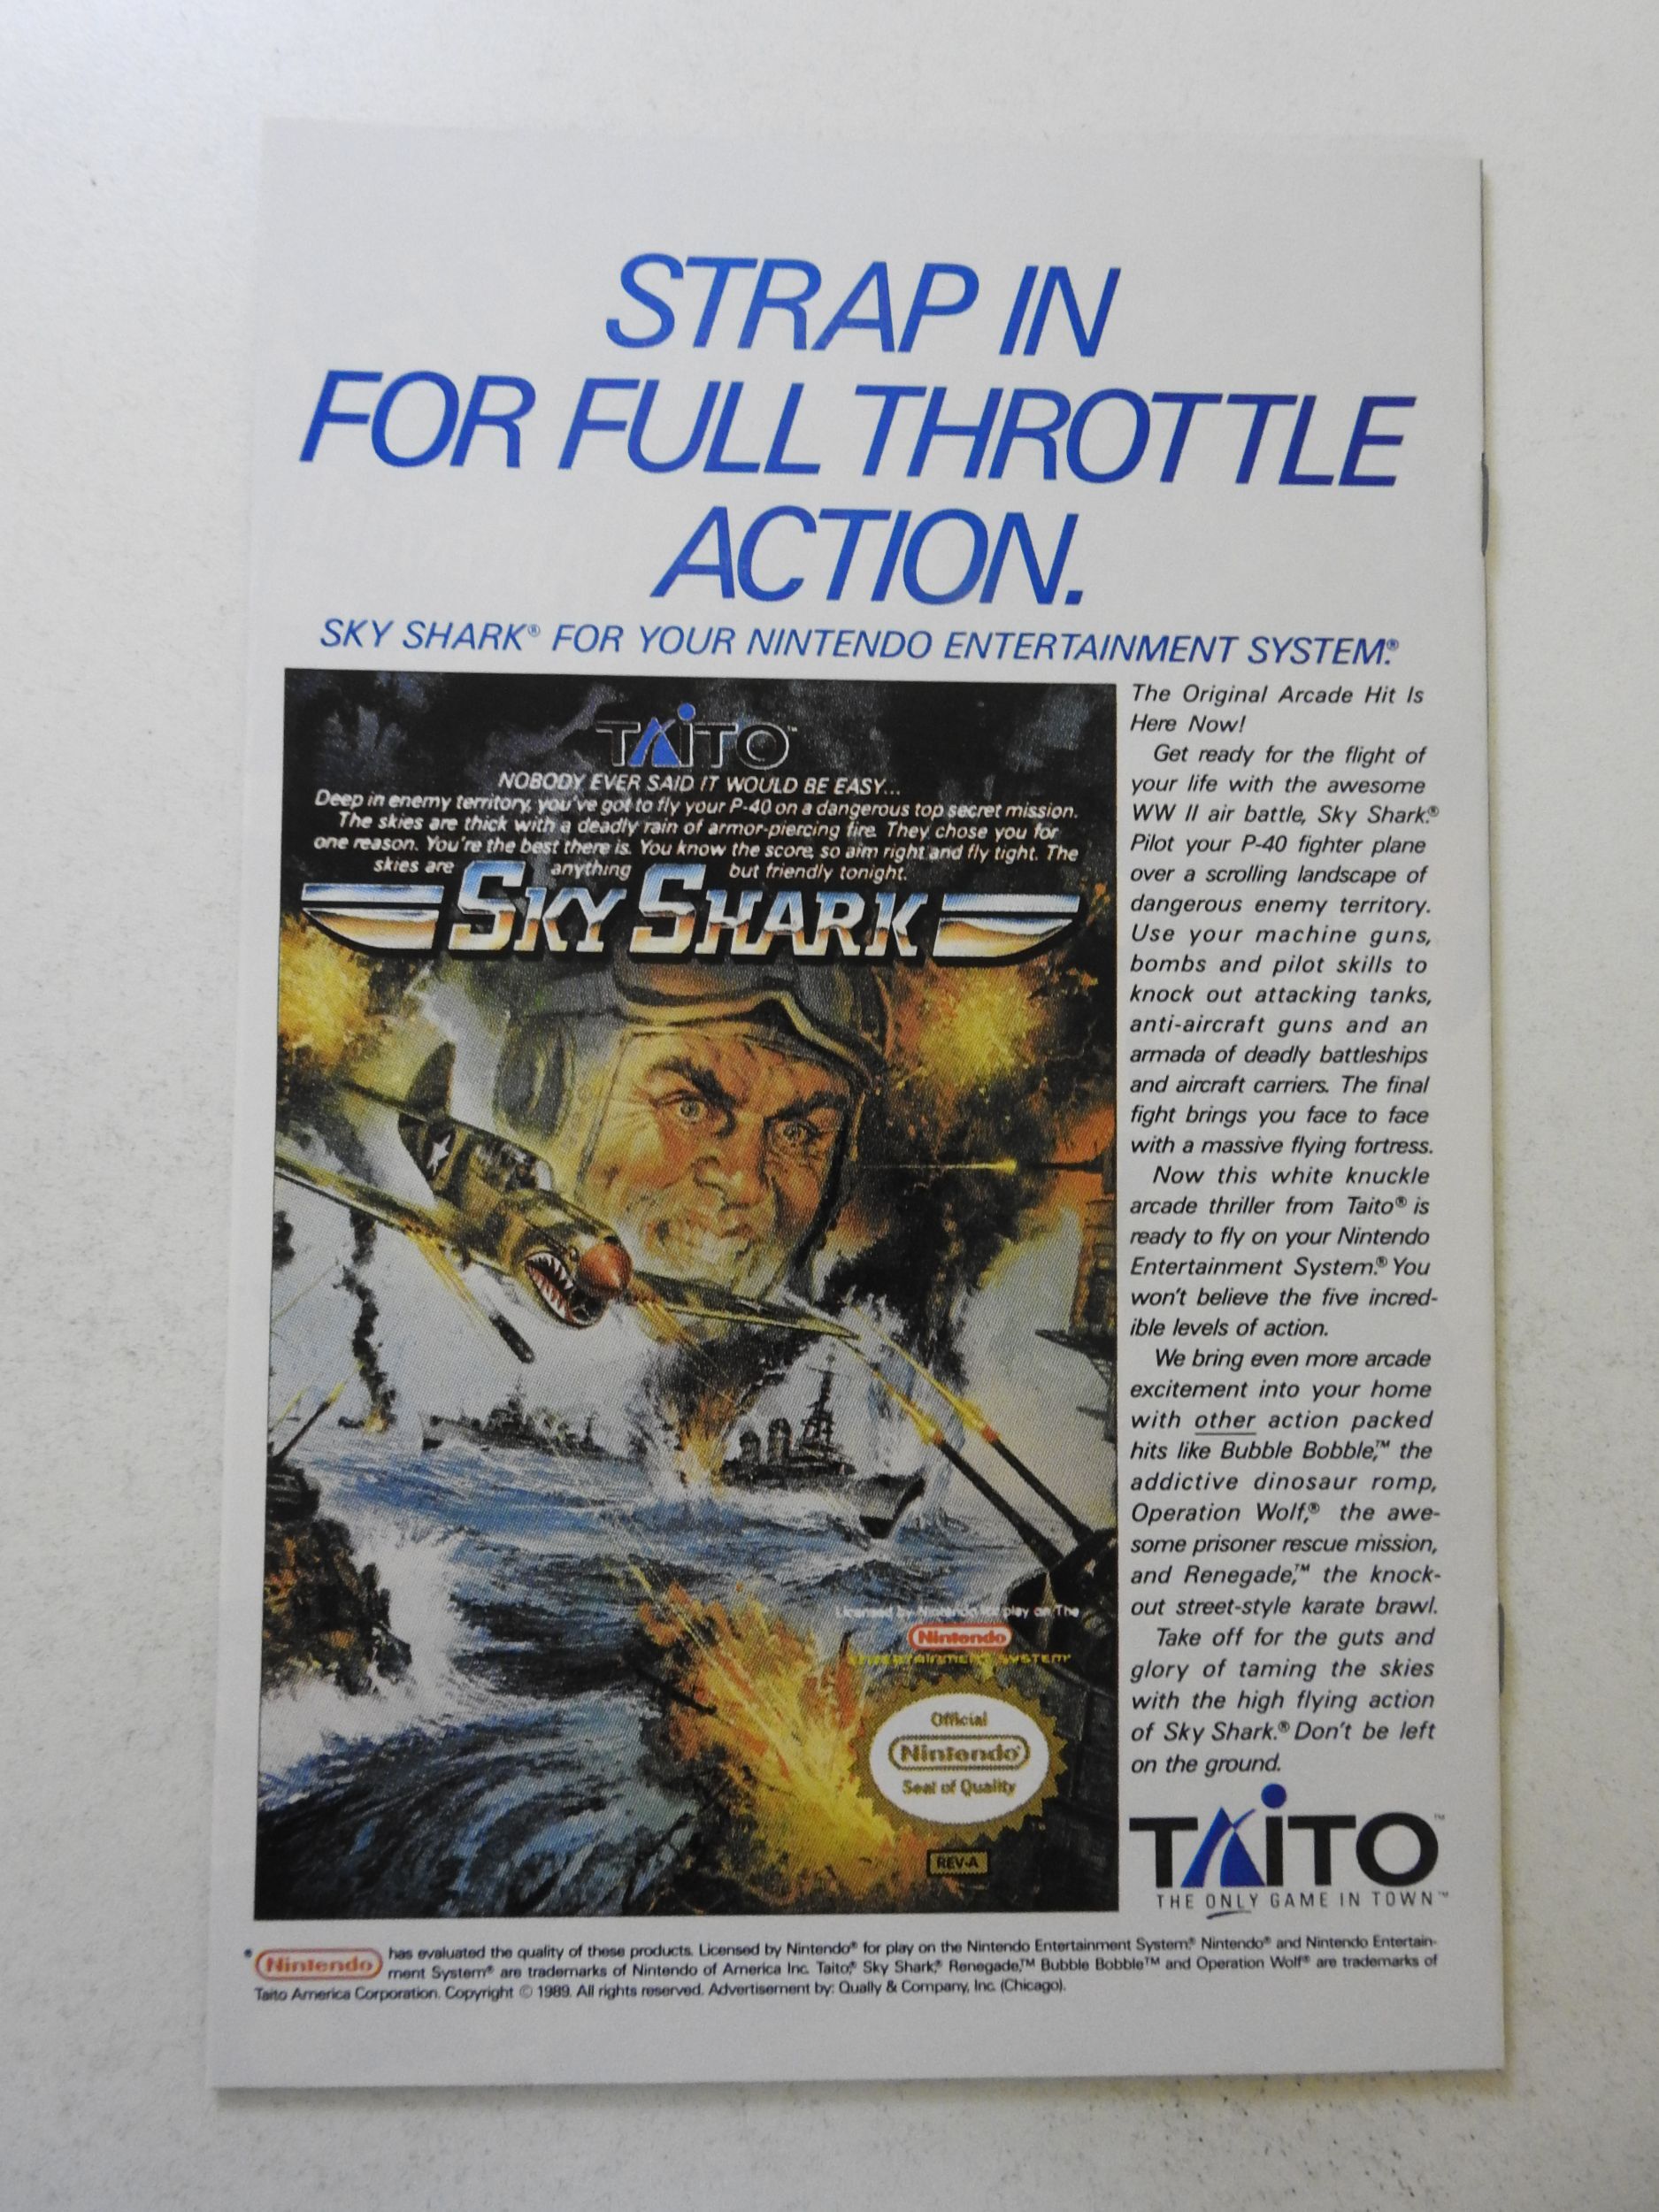 STRAP IN
FOR FULL THROTTLE
ACTION.
SKY SHARK® FOR YOUR NINTENDO ENTERTAINMENT SYSTEM.®
TAITO™
NOBODY EVER SAID IT WOULD BE EASY...
Deep in enemy territory, you've got to fly your P-40 on a dangerous top secret mission.
The skies are thick with a deadly rain of armor-piercing fire. They chose you for
one reason. You're the best there is. You know the score, so aim right and fly tight. The
skies are anything but friendly tonight.
SKY SHARK
Licensed by Nintendo for play on The
Nintendo
ENTERTAINMENT SYSTEM™
Official
Nintendo®
Seal of Quality
REV-A
The Original Arcade Hit Is
Here Now!
Get ready for the flight of
your life with the awesome
WW II air battle, Sky Shark.®
Pilot your P-40 fighter plane
over a scrolling landscape of
dangerous enemy territory.
Use your machine guns,
bombs and pilot skills to
knock out attacking tanks,
anti-aircraft guns and an
armada of deadly battleships
and aircraft carriers. The final
fight brings you face to face
with a massive flying fortress.
Now this white knuckle
arcade thriller from Taito® is
ready to fly on your Nintendo
Entertainment System.® You
won't believe the five incred-
ible levels of action.
We bring even more arcade
excitement into your home
with other action packed
hits like Bubble Bobble,™ the
addictive dinosaur romp,
Operation Wolf,® the awe-
some prisoner rescue mission,
and Renegade,™ the knock-
out street-style karate brawl.
Take off for the guts and
glory of taming the skies
with the high flying action
of Sky Shark.® Don't be left
on the ground.
TAITO™
THE ONLY GAME IN TOWN™
* Nintendo has evaluated the quality of these products. Licensed by Nintendo® for play on the Nintendo Entertainment System.® Nintendo® and Nintendo Entertain-
ment System® are trademarks of Nintendo of America Inc. Taito,® Sky Shark,® Renegade,™ Bubble Bobble™ and Operation Wolf® are trademarks of
Taito America Corporation. Copyright © 1989. All rights reserved. Advertisement by: Qually & Company, Inc. (Chicago).